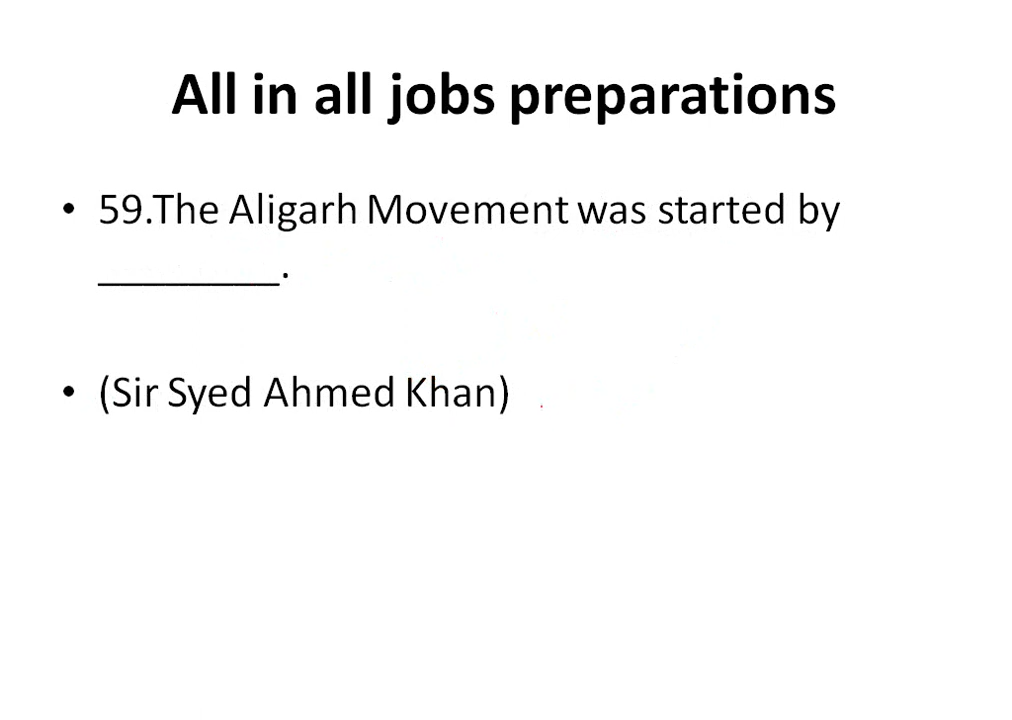 All in all jobs preparations
• 59.The Aligarh Movement was started by
________.
• (Sir Syed Ahmed Khan)